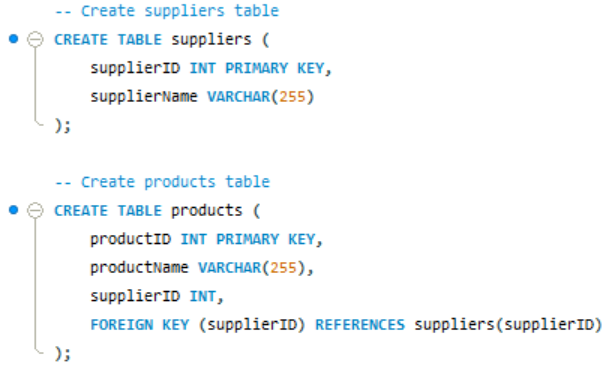 -- Create suppliers table
CREATE TABLE suppliers (
supplierID INT PRIMARY KEY,
supplierName VARCHAR(255)
);
-- Create products table
CREATE TABLE products (
productID INT PRIMARY KEY,
productName VARCHAR(255),
supplierID INT,
FOREIGN KEY (supplierID) REFERENCES suppliers(supplierID)
);